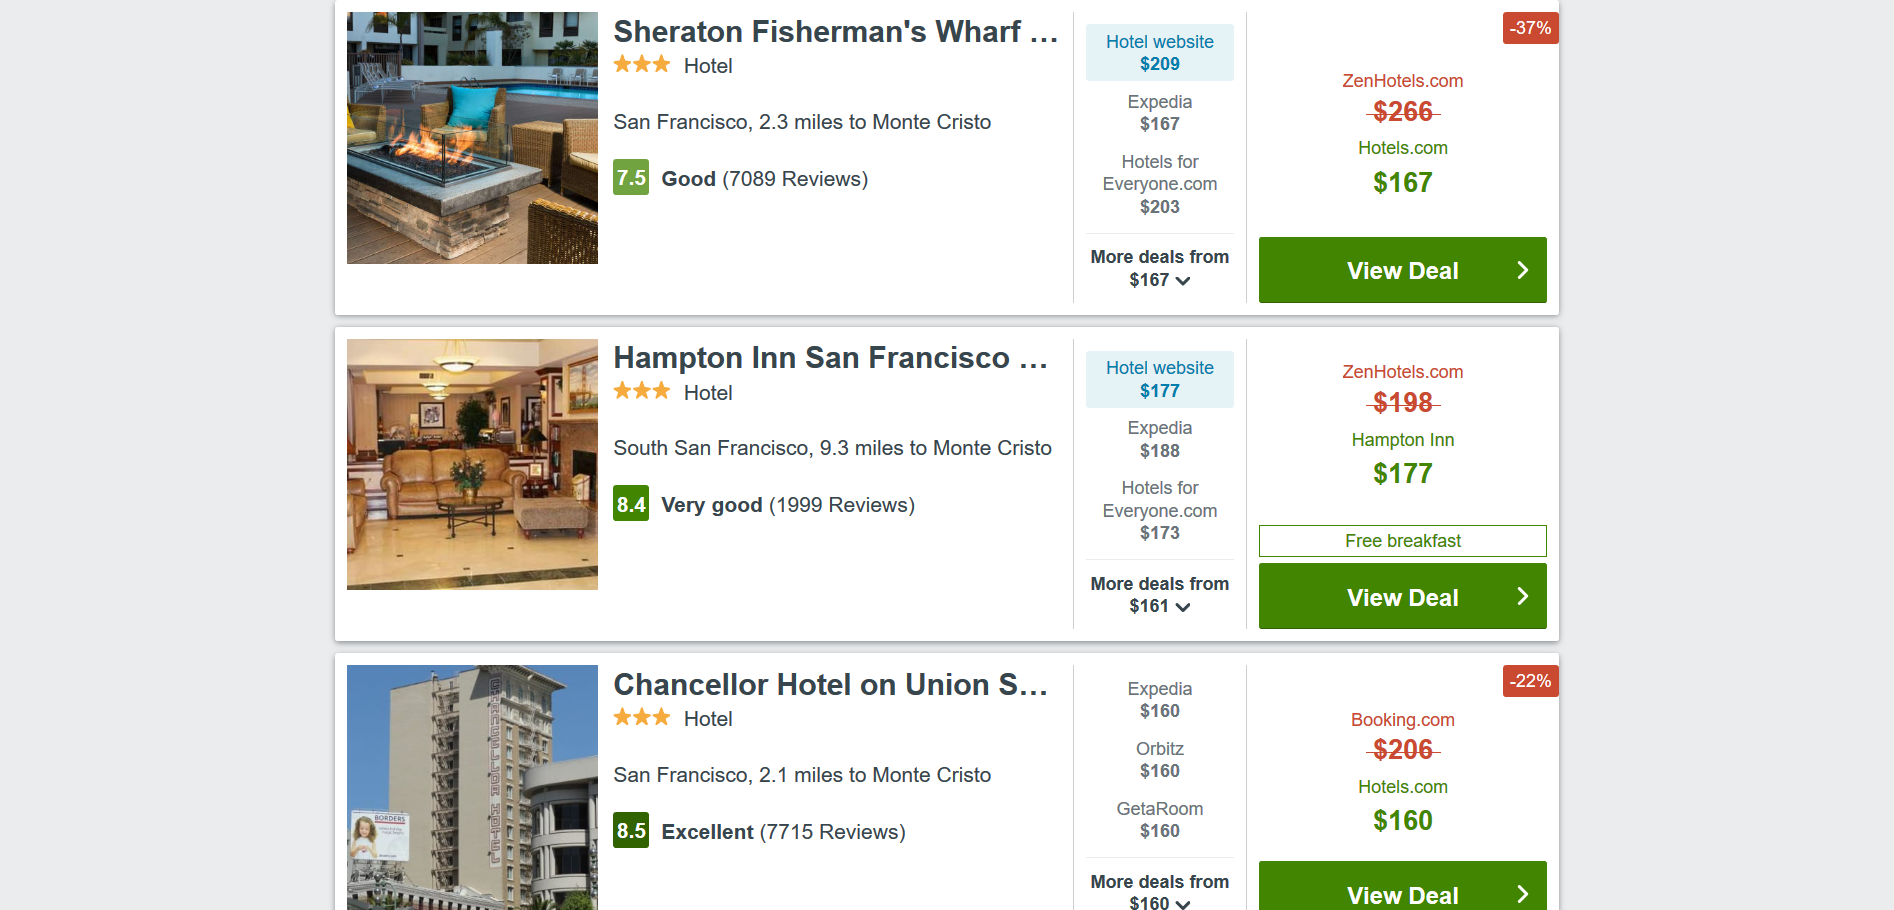 Sheraton Fisherman's Wharf ...
Hotel
San Francisco, 2.3 miles to Monte Cristo
7.5 Good (7089 Reviews)
Hotel website
$209
Expedia
$167
Hotels for
Everyone.com
$203
More deals from
$167
-37%
ZenHotels.com
$266
Hotels.com
$167
View Deal
Hampton Inn San Francisco ...
Hotel
South San Francisco, 9.3 miles to Monte Cristo
8.4 Very good (1999 Reviews)
Hotel website
$177
Expedia
$188
Hotels for
Everyone.com
$173
More deals from
$161
ZenHotels.com
$198
Hampton Inn
$177
Free breakfast
View Deal
CHANCELLOR HOTEL
BORDERS
Chancellor Hotel on Union S...
Hotel
San Francisco, 2.1 miles to Monte Cristo
8.5 Excellent (7715 Reviews)
Expedia
$160
Orbitz
$160
GetaRoom
$160
More deals from
$160
-22%
Booking.com
$206
Hotels.com
$160
View Deal